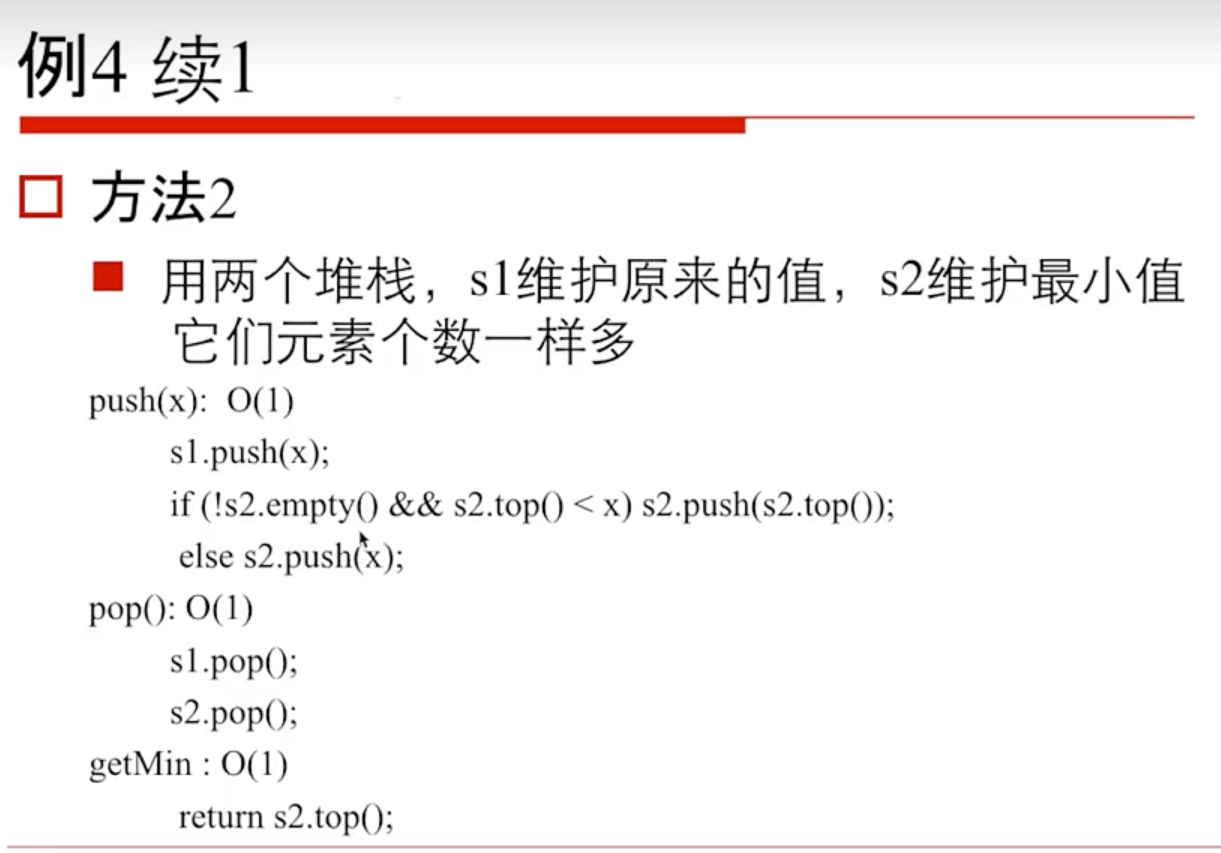 例4 续1
方法2
用两个堆栈，s1维护原来的值，s2维护最小值
它们元素个数一样多
push(x): O(1)
s1.push(x);
if (!s2.empty() && s2.top() < x) s2.push(s2.top());
else s2.push(x);
pop(): O(1)
s1.pop();
s2.pop();
getMin : O(1)
return s2.top();